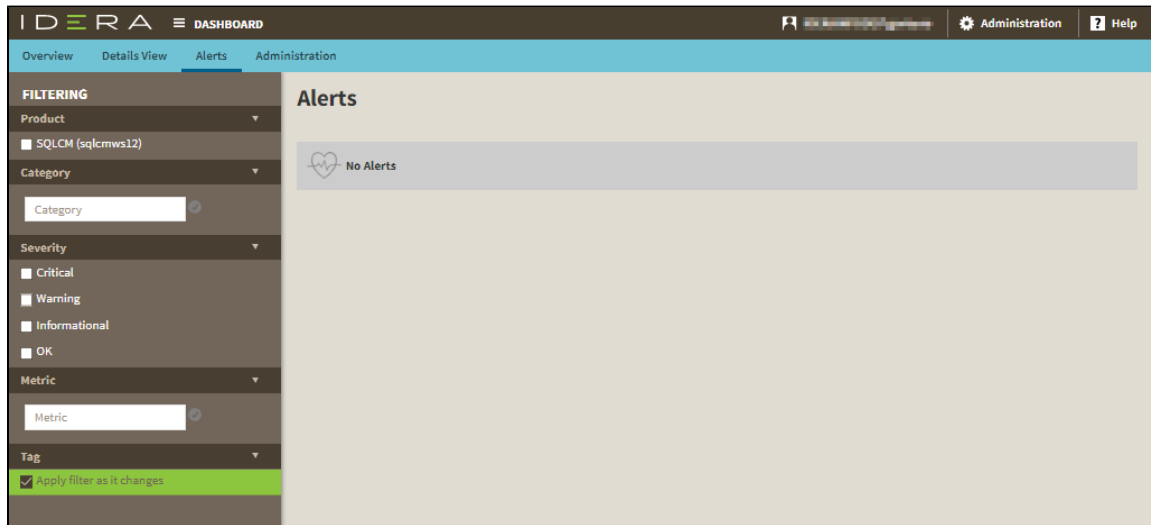 IDERA DASHBOARD Administration ? Help
Overview Details View Alerts Administration
FILTERING
Product
SQLCM (sqlcmws12)
Category
Category
Severity
Critical
Warning
Informational
OK
Metric
Metric
Tag
Apply filter as it changes
Alerts
No Alerts